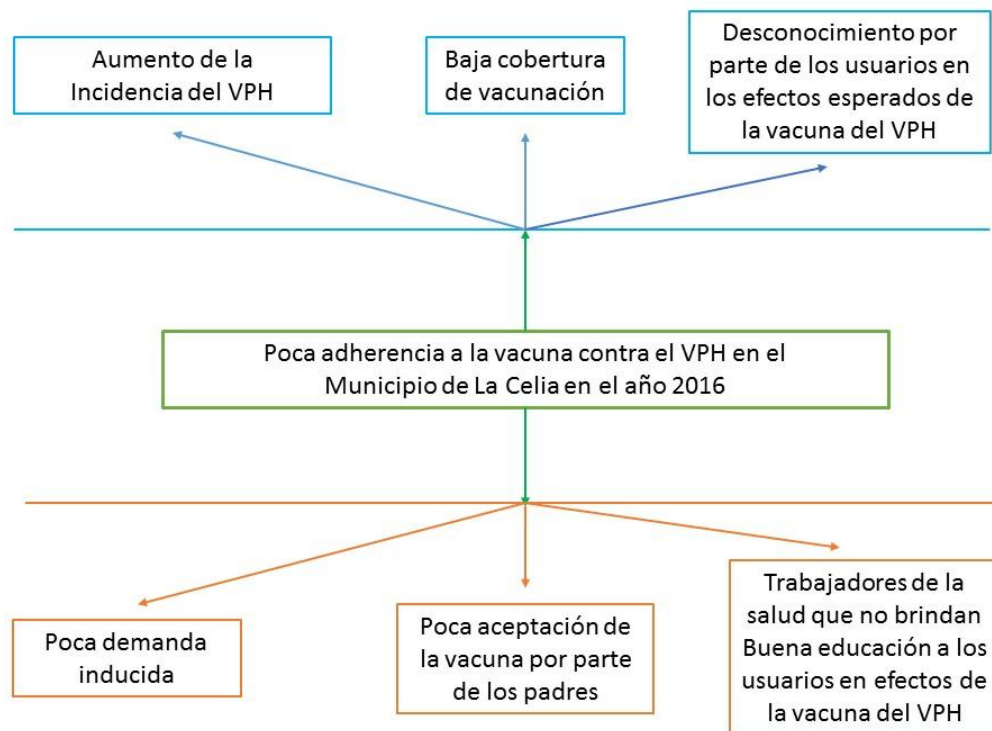 Aumento de la
Incidencia del VPH
Baja cobertura
de vacunación
Desconocimiento por
parte de los usuarios en
los efectos esperados de
la vacuna del VPH
Poca adherencia a la vacuna contra el VPH en el
Municipio de La Celia en el año 2016
Poca demanda
inducida
Poca aceptación de
la vacuna por parte
de los padres
Trabajadores de la
salud que no brindan
Buena educación a los
usuarios en efectos de
la vacuna del VPH